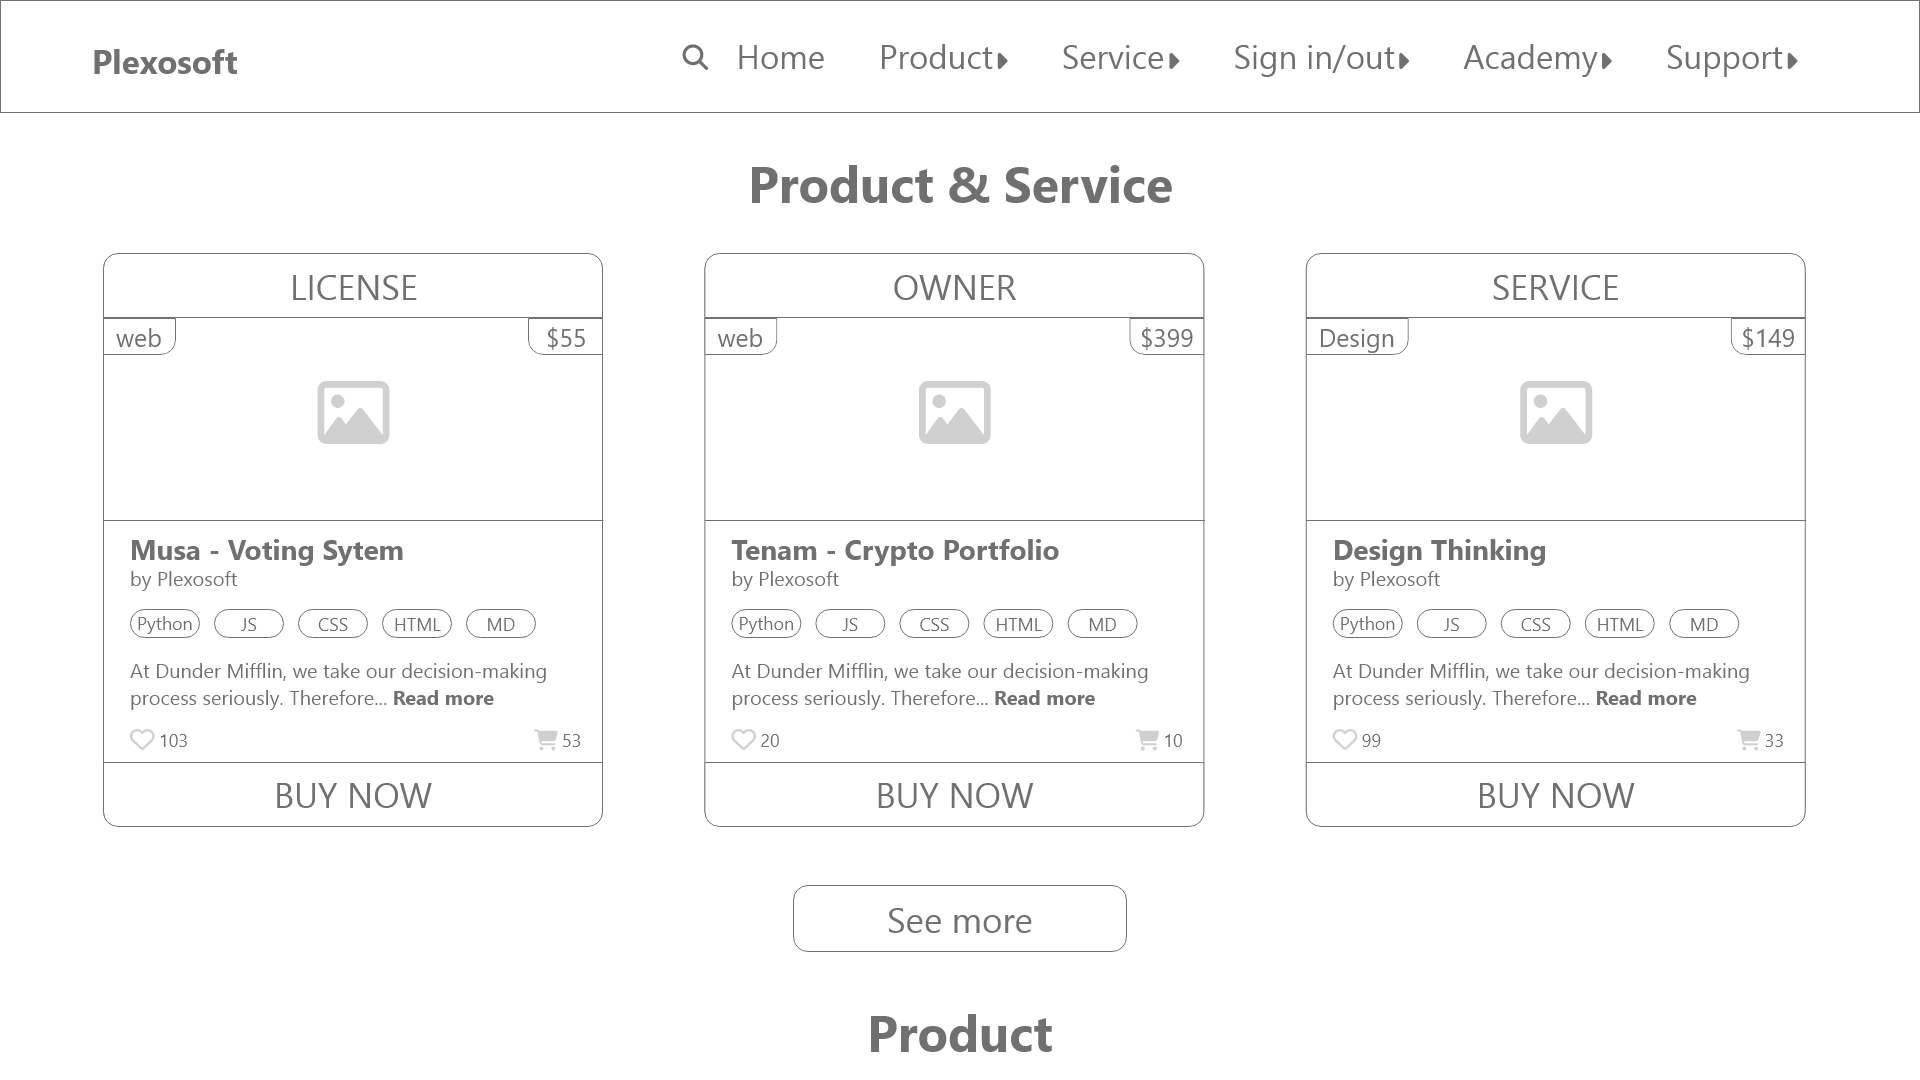 Plexosoft
Home Product Service Sign in/out Academy Support
Product & Service
LICENSE
web $55
Musa - Voting Sytem
by Plexosoft
Python JS CSS HTML MD
At Dunder Mifflin, we take our decision-making
process seriously. Therefore... Read more
103 53
BUY NOW
OWNER
web $399
Tenam - Crypto Portfolio
by Plexosoft
Python JS CSS HTML MD
At Dunder Mifflin, we take our decision-making
process seriously. Therefore... Read more
20 10
BUY NOW
SERVICE
Design $149
Design Thinking
by Plexosoft
Python JS CSS HTML MD
At Dunder Mifflin, we take our decision-making
process seriously. Therefore... Read more
99 33
BUY NOW
See more
Product